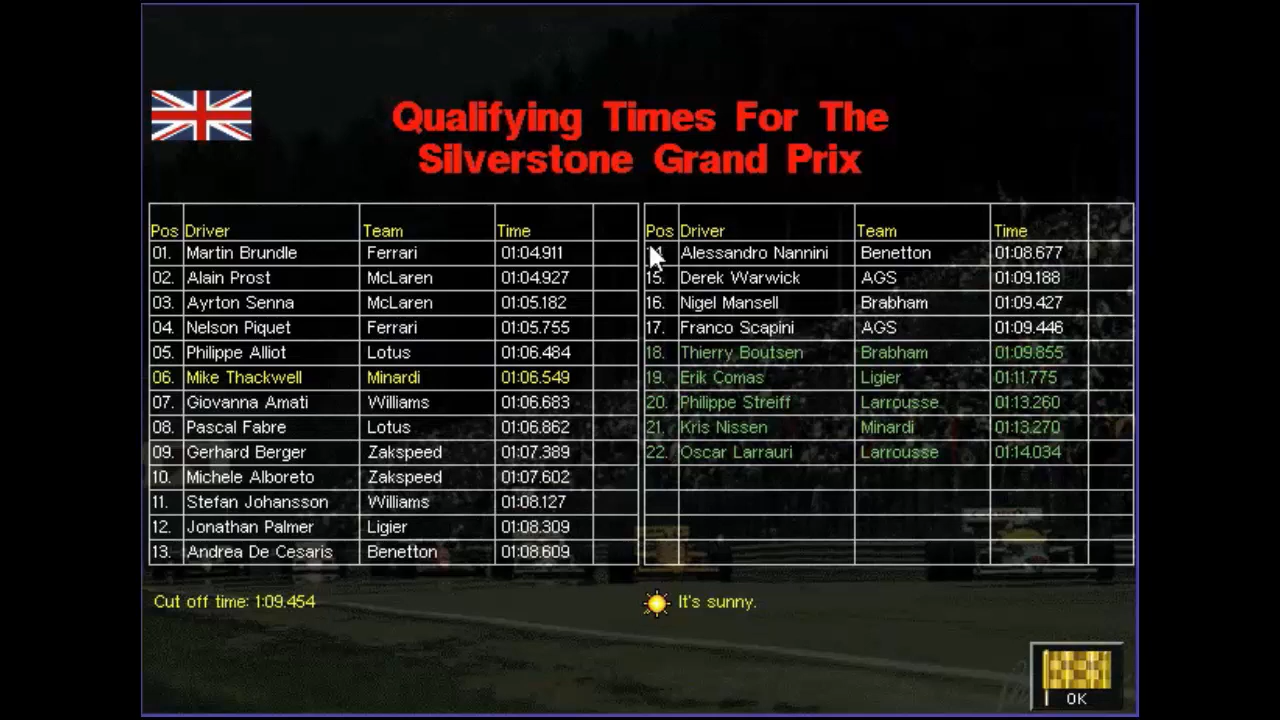 Qualifying Times For The
Silverstone Grand Prix
Pos Driver Team Time
01. Martin Brundle Ferrari 01:04.911
02. Alain Prost McLaren 01:04.927
03. Ayrton Senna McLaren 01:05.182
04. Nelson Piquet Ferrari 01:05.755
05. Philippe Alliot Lotus 01:06.484
06. Mike Thackwell Minardi 01:06.549
07. Giovanna Amati Williams 01:06.683
08. Pascal Fabre Lotus 01:06.862
09. Gerhard Berger Zakspeed 01:07.389
10. Michele Alboreto Zakspeed 01:07.602
11. Stefan Johansson Williams 01:08.127
12. Jonathan Palmer Ligier 01:08.309
13. Andrea De Cesaris Benetton 01:08.609
Pos Driver Team Time
Alessandro Nannini Benetton 01:08.677
15. Derek Warwick AGS 01:09.188
16. Nigel Mansell Brabham 01:09.427
17. Franco Scapini AGS 01:09.446
18. Thierry Boutsen Brabham 01:09.855
19. Erik Comas Ligier 01:11.775
20. Philippe Streiff Larrousse 01:13.260
21. Kris Nissen Minardi 01:13.270
22. Oscar Larrauri Larrousse 01:14.034
Cut off time: 1:09.454
It's sunny.
OK